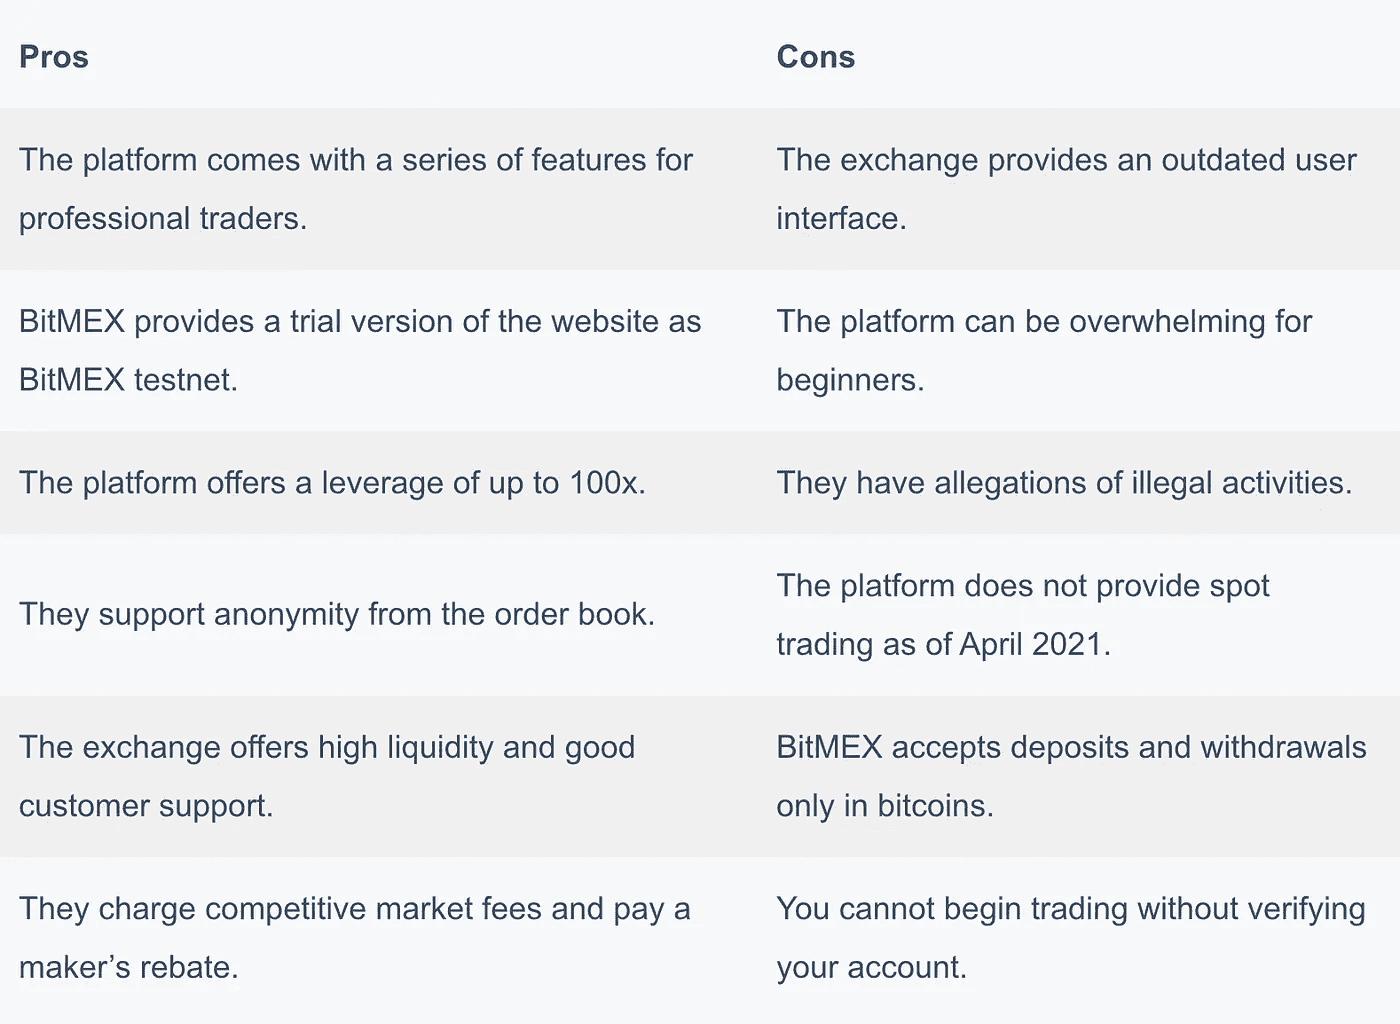 Pros
Cons
The platform comes with a series of features for
professional traders.
The exchange provides an outdated user
interface.
BitMEX provides a trial version of the website as
BitMEX testnet.
The platform can be overwhelming for
beginners.
The platform offers a leverage of up to 100x.
They have allegations of illegal activities.
They support anonymity from the order book.
The platform does not provide spot
trading as of April 2021.
The exchange offers high liquidity and good
customer support.
BitMEX accepts deposits and withdrawals
only in bitcoins.
They charge competitive market fees and pay a
maker’s rebate.
You cannot begin trading without verifying
your account.